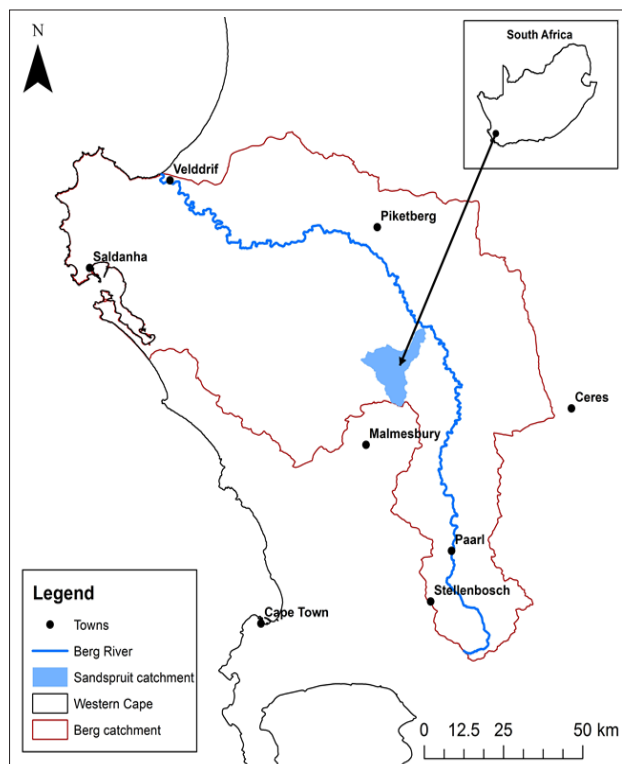 N
South Africa
Velddrif
Piketberg
Saldanha
Ceres
Malmesbury
Paarl
Stellenbosch
Cape Town
Legend
Towns
Berg River
Sandspruit catchment
Western Cape
Berg catchment
0 12.5 25 50 km